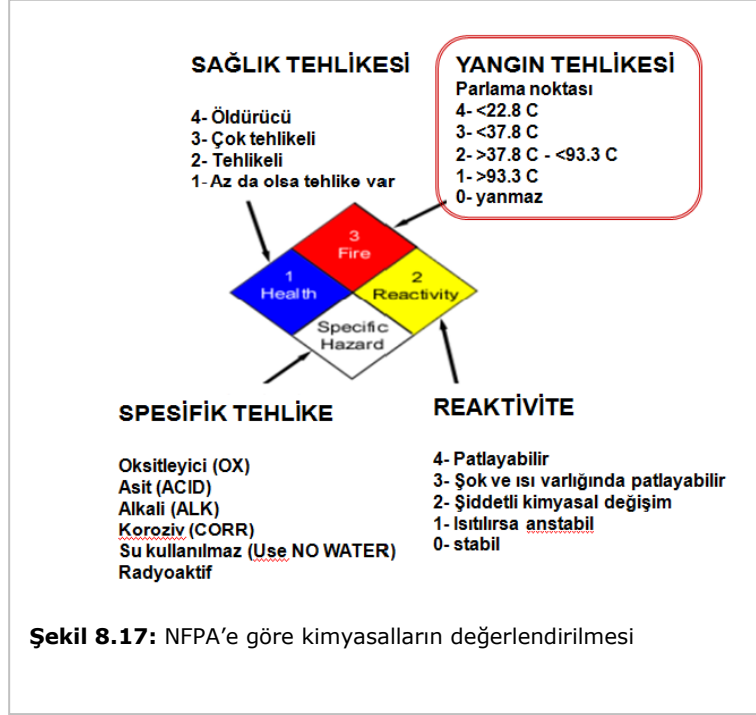 SAĞLIK TEHLİKESİ
4- Öldürücü
3- Çok tehlikeli
2- Tehlikeli
1- Az da olsa tehlike var
YANGIN TEHLİKESİ
Parlama noktası
4- <22.8 C
3- <37.8 C
2- >37.8 C - <93.3 C
1- >93.3 C
0- yanmaz
3
Fire
1
Health
2
Reactivity
Specific
Hazard
SPESİFİK TEHLİKE
Oksitleyici (OX)
Asit (ACID)
Alkali (ALK)
Koroziv (CORR)
Su kullanılmaz (Use NO WATER)
Radyoaktif
REAKTİVİTE
4- Patlayabilir
3- Şok ve ısı varlığında patlayabilir
2- Şiddetli kimyasal değişim
1- Isıtılırsa anstabil
0- stabil
Şekil 8.17: NFPA’e göre kimyasalların değerlendirilmesi